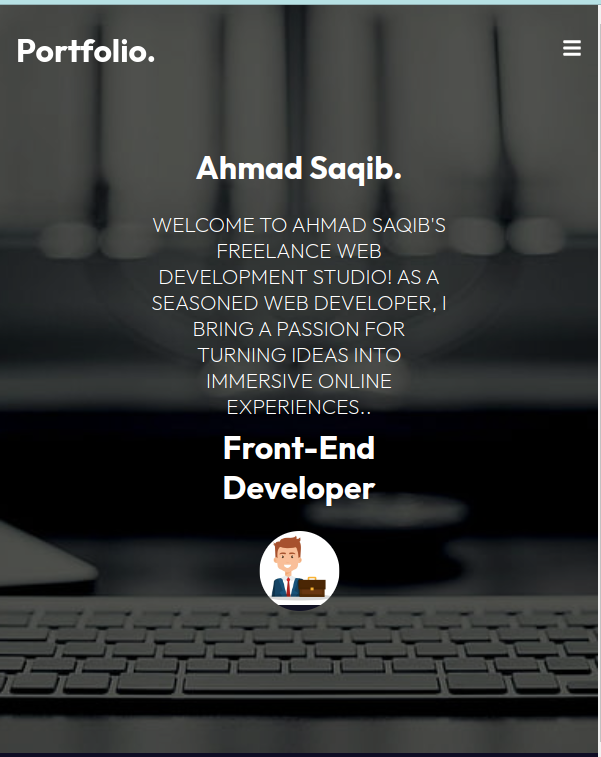 Portfolio.
Ahmad Saqib.
WELCOME TO AHMAD SAQIB'S
FREELANCE WEB
DEVELOPMENT STUDIO! AS A
SEASONED WEB DEVELOPER, I
BRING A PASSION FOR
TURNING IDEAS INTO
IMMERSIVE ONLINE
EXPERIENCES..
Front-End
Developer